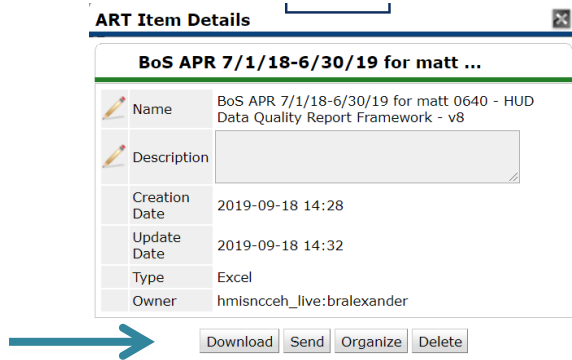 ART Item Details
BoS APR 7/1/18-6/30/19 for matt ...
Name
BoS APR 7/1/18-6/30/19 for matt 0640 - HUD
Data Quality Report Framework - v8
Description
Creation
Date
2019-09-18 14:28
Update
Date
2019-09-18 14:32
Type
Excel
Owner
hmisncceh_live:bralexander
Download Send Organize Delete